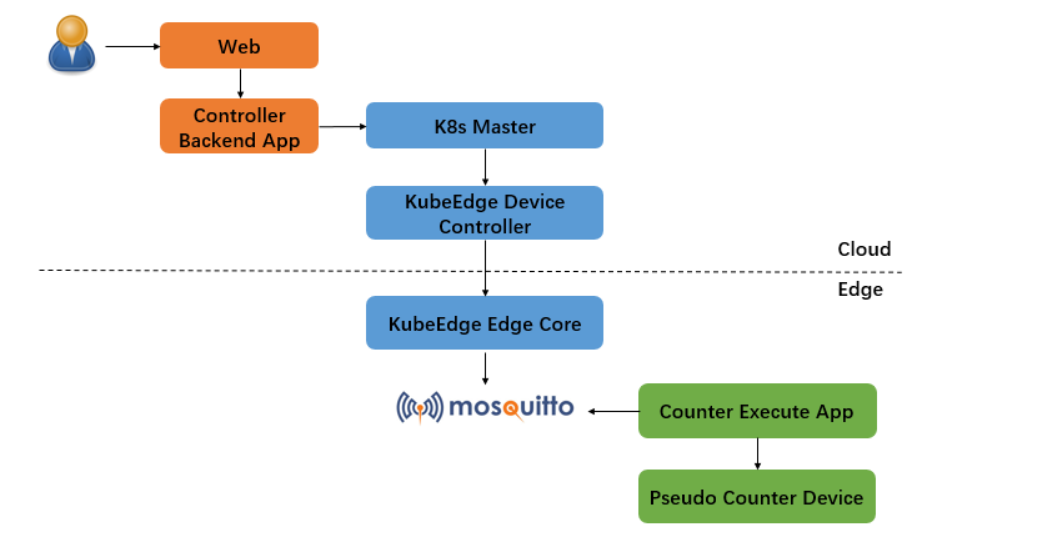 Web
Controller
Backend App
K8s Master
KubeEdge Device
Controller
Cloud
Edge
KubeEdge Edge Core
mosquitto
Counter Execute App
Pseudo Counter Device